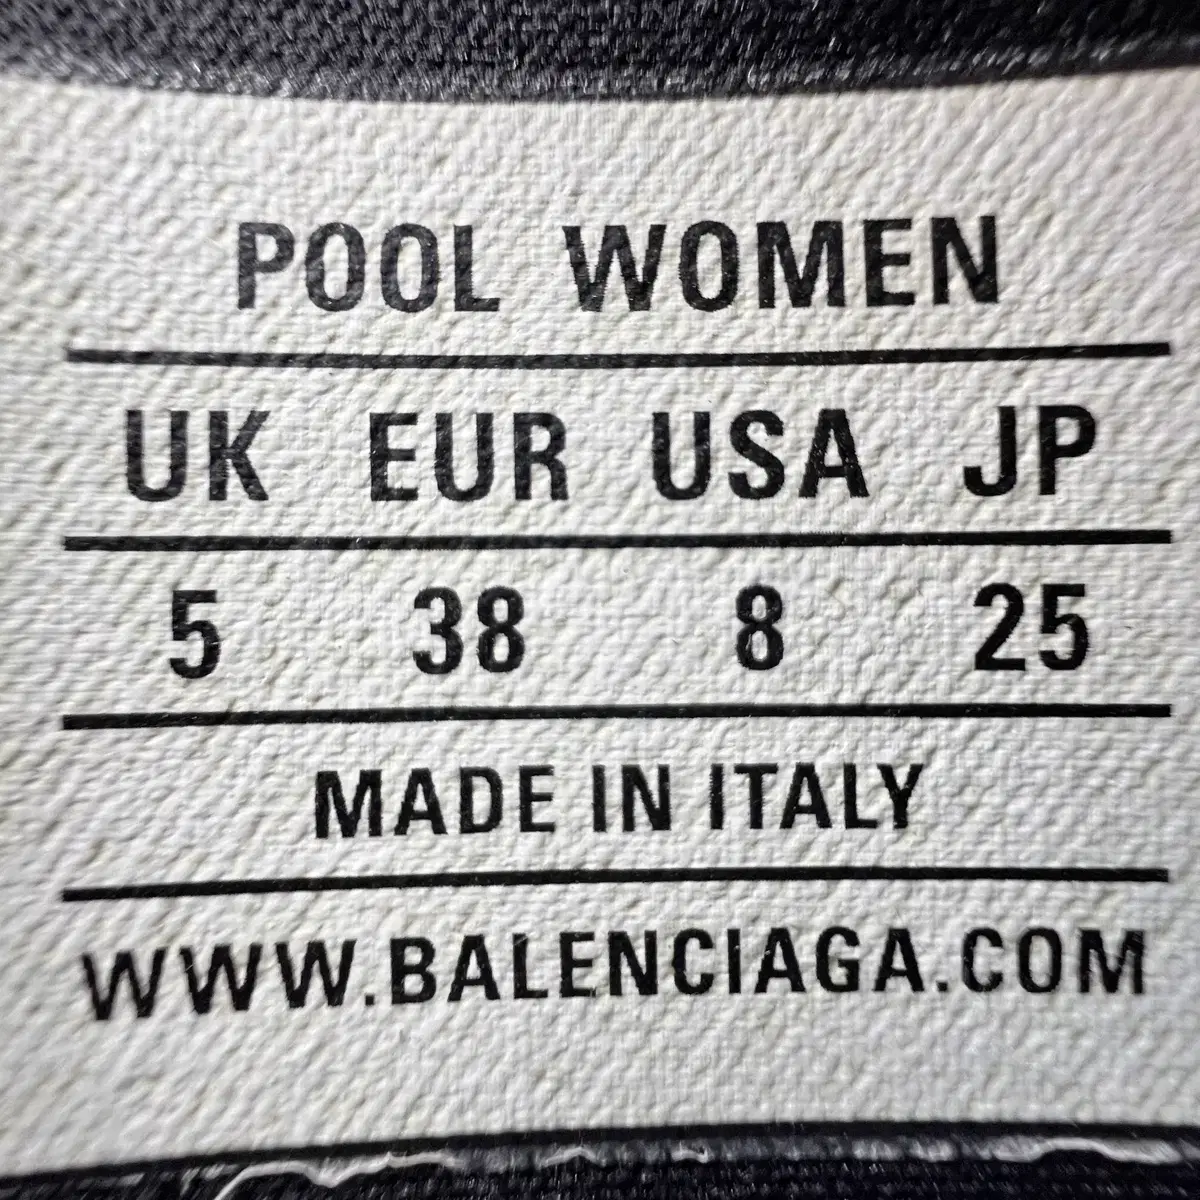 POOL WOMEN
UK EUR USA JP
5 38 8 25
MADE IN ITALY
WWW.BALENCIAGA.COM